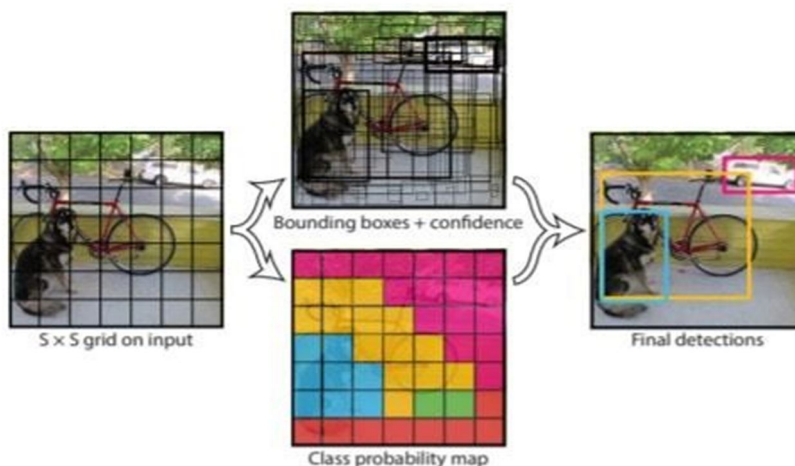 Bounding boxes + confidence
S × S grid on input
Final detections
Class probability map